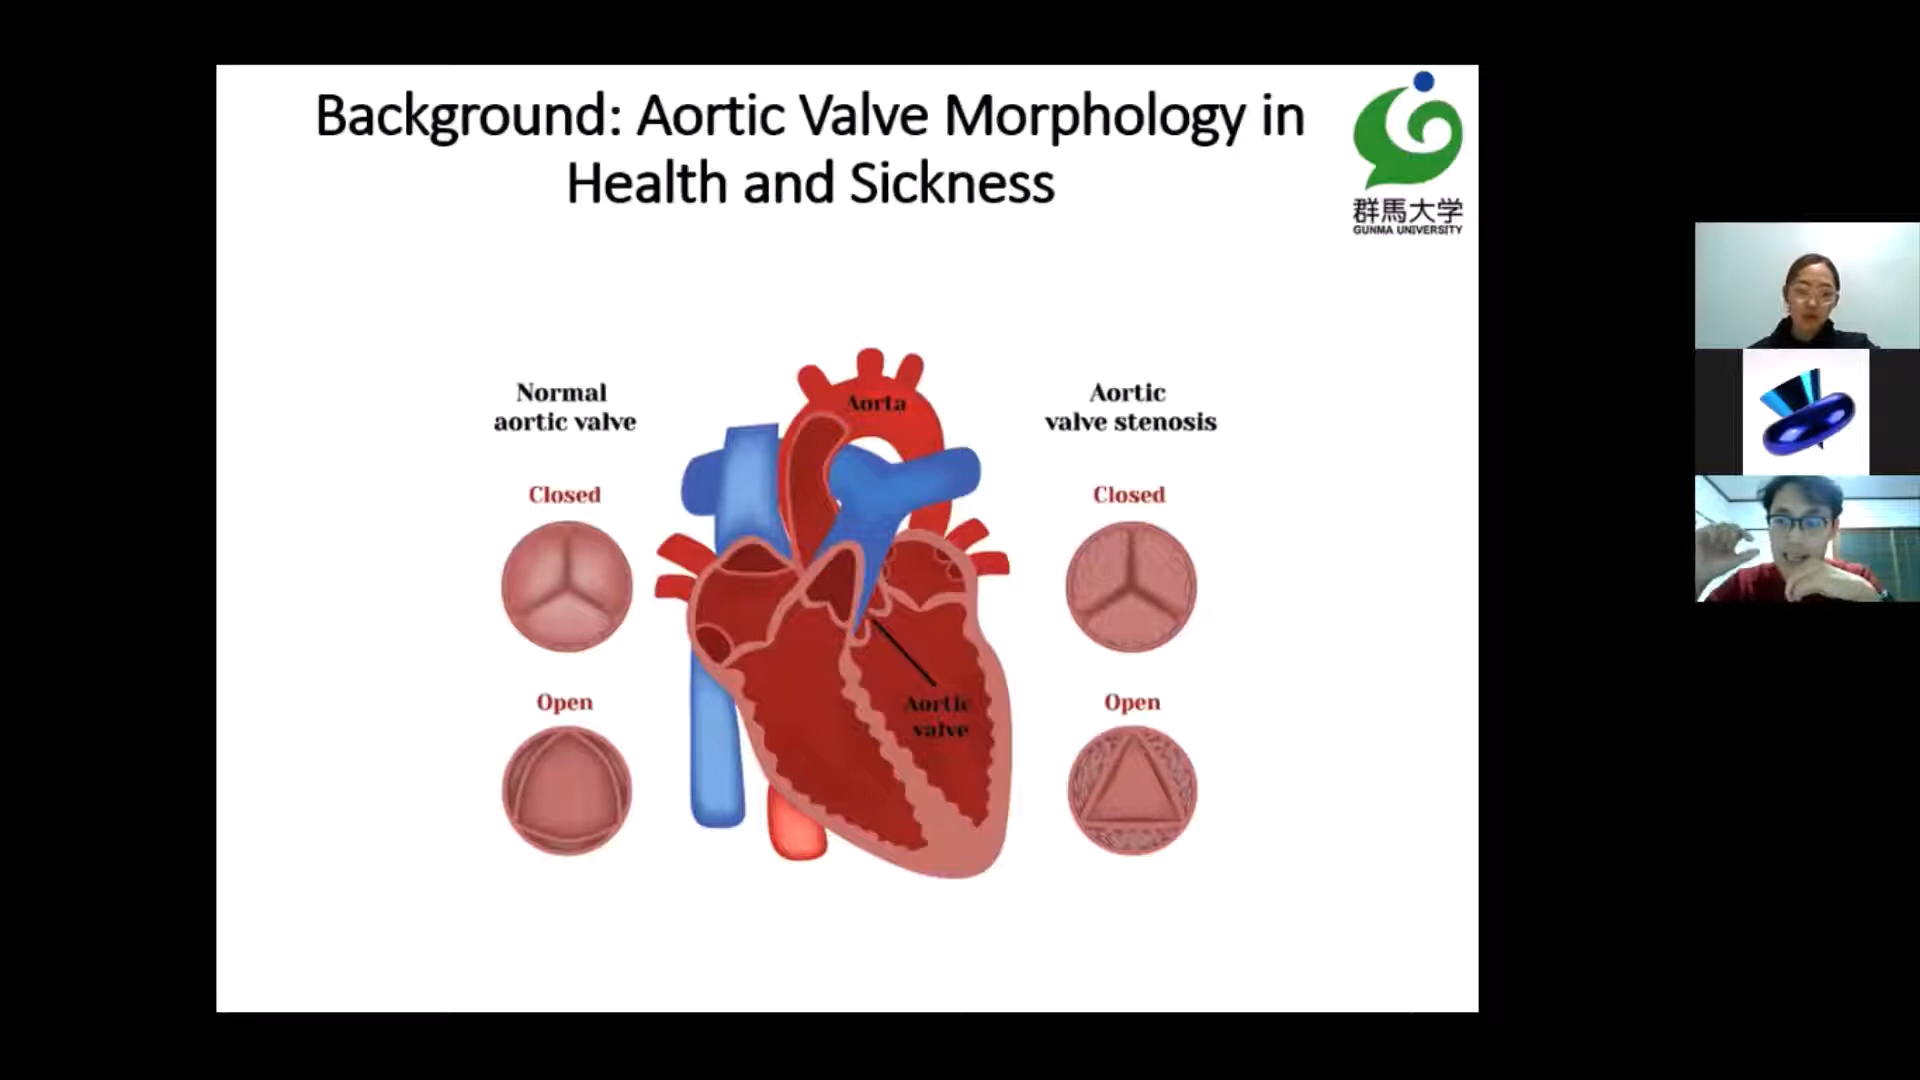 Background: Aortic Valve Morphology in
Health and Sickness
群馬大学
GUNMA UNIVERSITY
Normal
aortic valve
Closed
Open
Aorta
Aortic
valve
Aortic
valve stenosis
Closed
Open